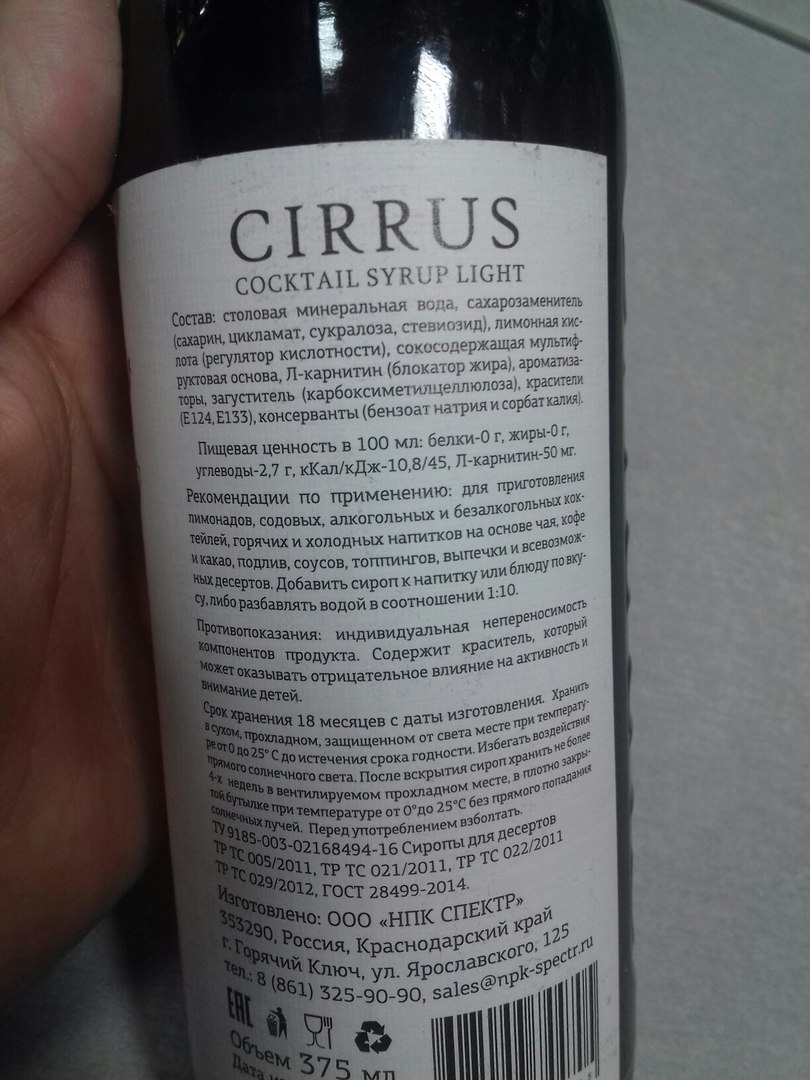 CIRRUS
COCKTAIL SYRUP LIGHT
Состав: столовая минеральная вода, сахарозаменитель
(сахарин, цикламат, сукралоза, стевиозид), лимонная кис-
лота (регулятор кислотности), сокосодержащая мультиф-
руктовая основа, Л-карнитин (блокатор жира), ароматиза-
торы, загуститель (карбоксиметилцеллюлоза), красители
(Е124, Е133), консерванты (бензоат натрия и сорбат калия).
Пищевая ценность в 100 мл: белки-0 г, жиры-0 г,
углеводы-2,7 г, кКал/кДж-10,8/45, Л-карнитин-50 мг.
Рекомендации по применению: для приготовления
лимонадов, содовых, алкогольных и безалкогольных кок-
тейлей, горячих и холодных напитков на основе чая, кофе
и какао, подлив, соусов, топпингов, выпечки и всевозмож-
ных десертов. Добавить сироп к напитку или блюду по вку-
су, либо разбавлять водой в соотношении 1:10.
Противопоказания: индивидуальная непереносимость
компонентов продукта. Содержит краситель, который
может оказывать отрицательное влияние на активность и
внимание детей.
Срок хранения 18 месяцев с даты изготовления. Хранить
в сухом, прохладном, защищенном от света месте при температу-
ре от 0 до 25° С до истечения срока годности. Избегать воздействия
прямого солнечного света. После вскрытия сироп хранить не более
4-х недель в вентилируемом прохладном месте, в плотно закры-
той бутылке при температуре от 0° до 25°С без прямого попадания
солнечных лучей. Перед употреблением взболтать.
ТУ 9185-003-02168494-16 Сиропы для десертов
ТР ТС 005/2011, ТР ТС 021/2011, ТР ТС 022/2011
ТР ТС 029/2012, ГОСТ 28499-2014.
Изготовлено: ООО «НПК СПЕКТР»
353290, Россия, Краснодарский край
г. Горячий Ключ, ул. Ярославского, 125
тел.: 8 (861) 325-90-90, sales@npk-spectr.ru
ЕАС
Объем 375 мл
Дата